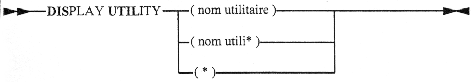 DISPLAY UTILITY ( nom utilitaire )
( nom utili* )
( * )